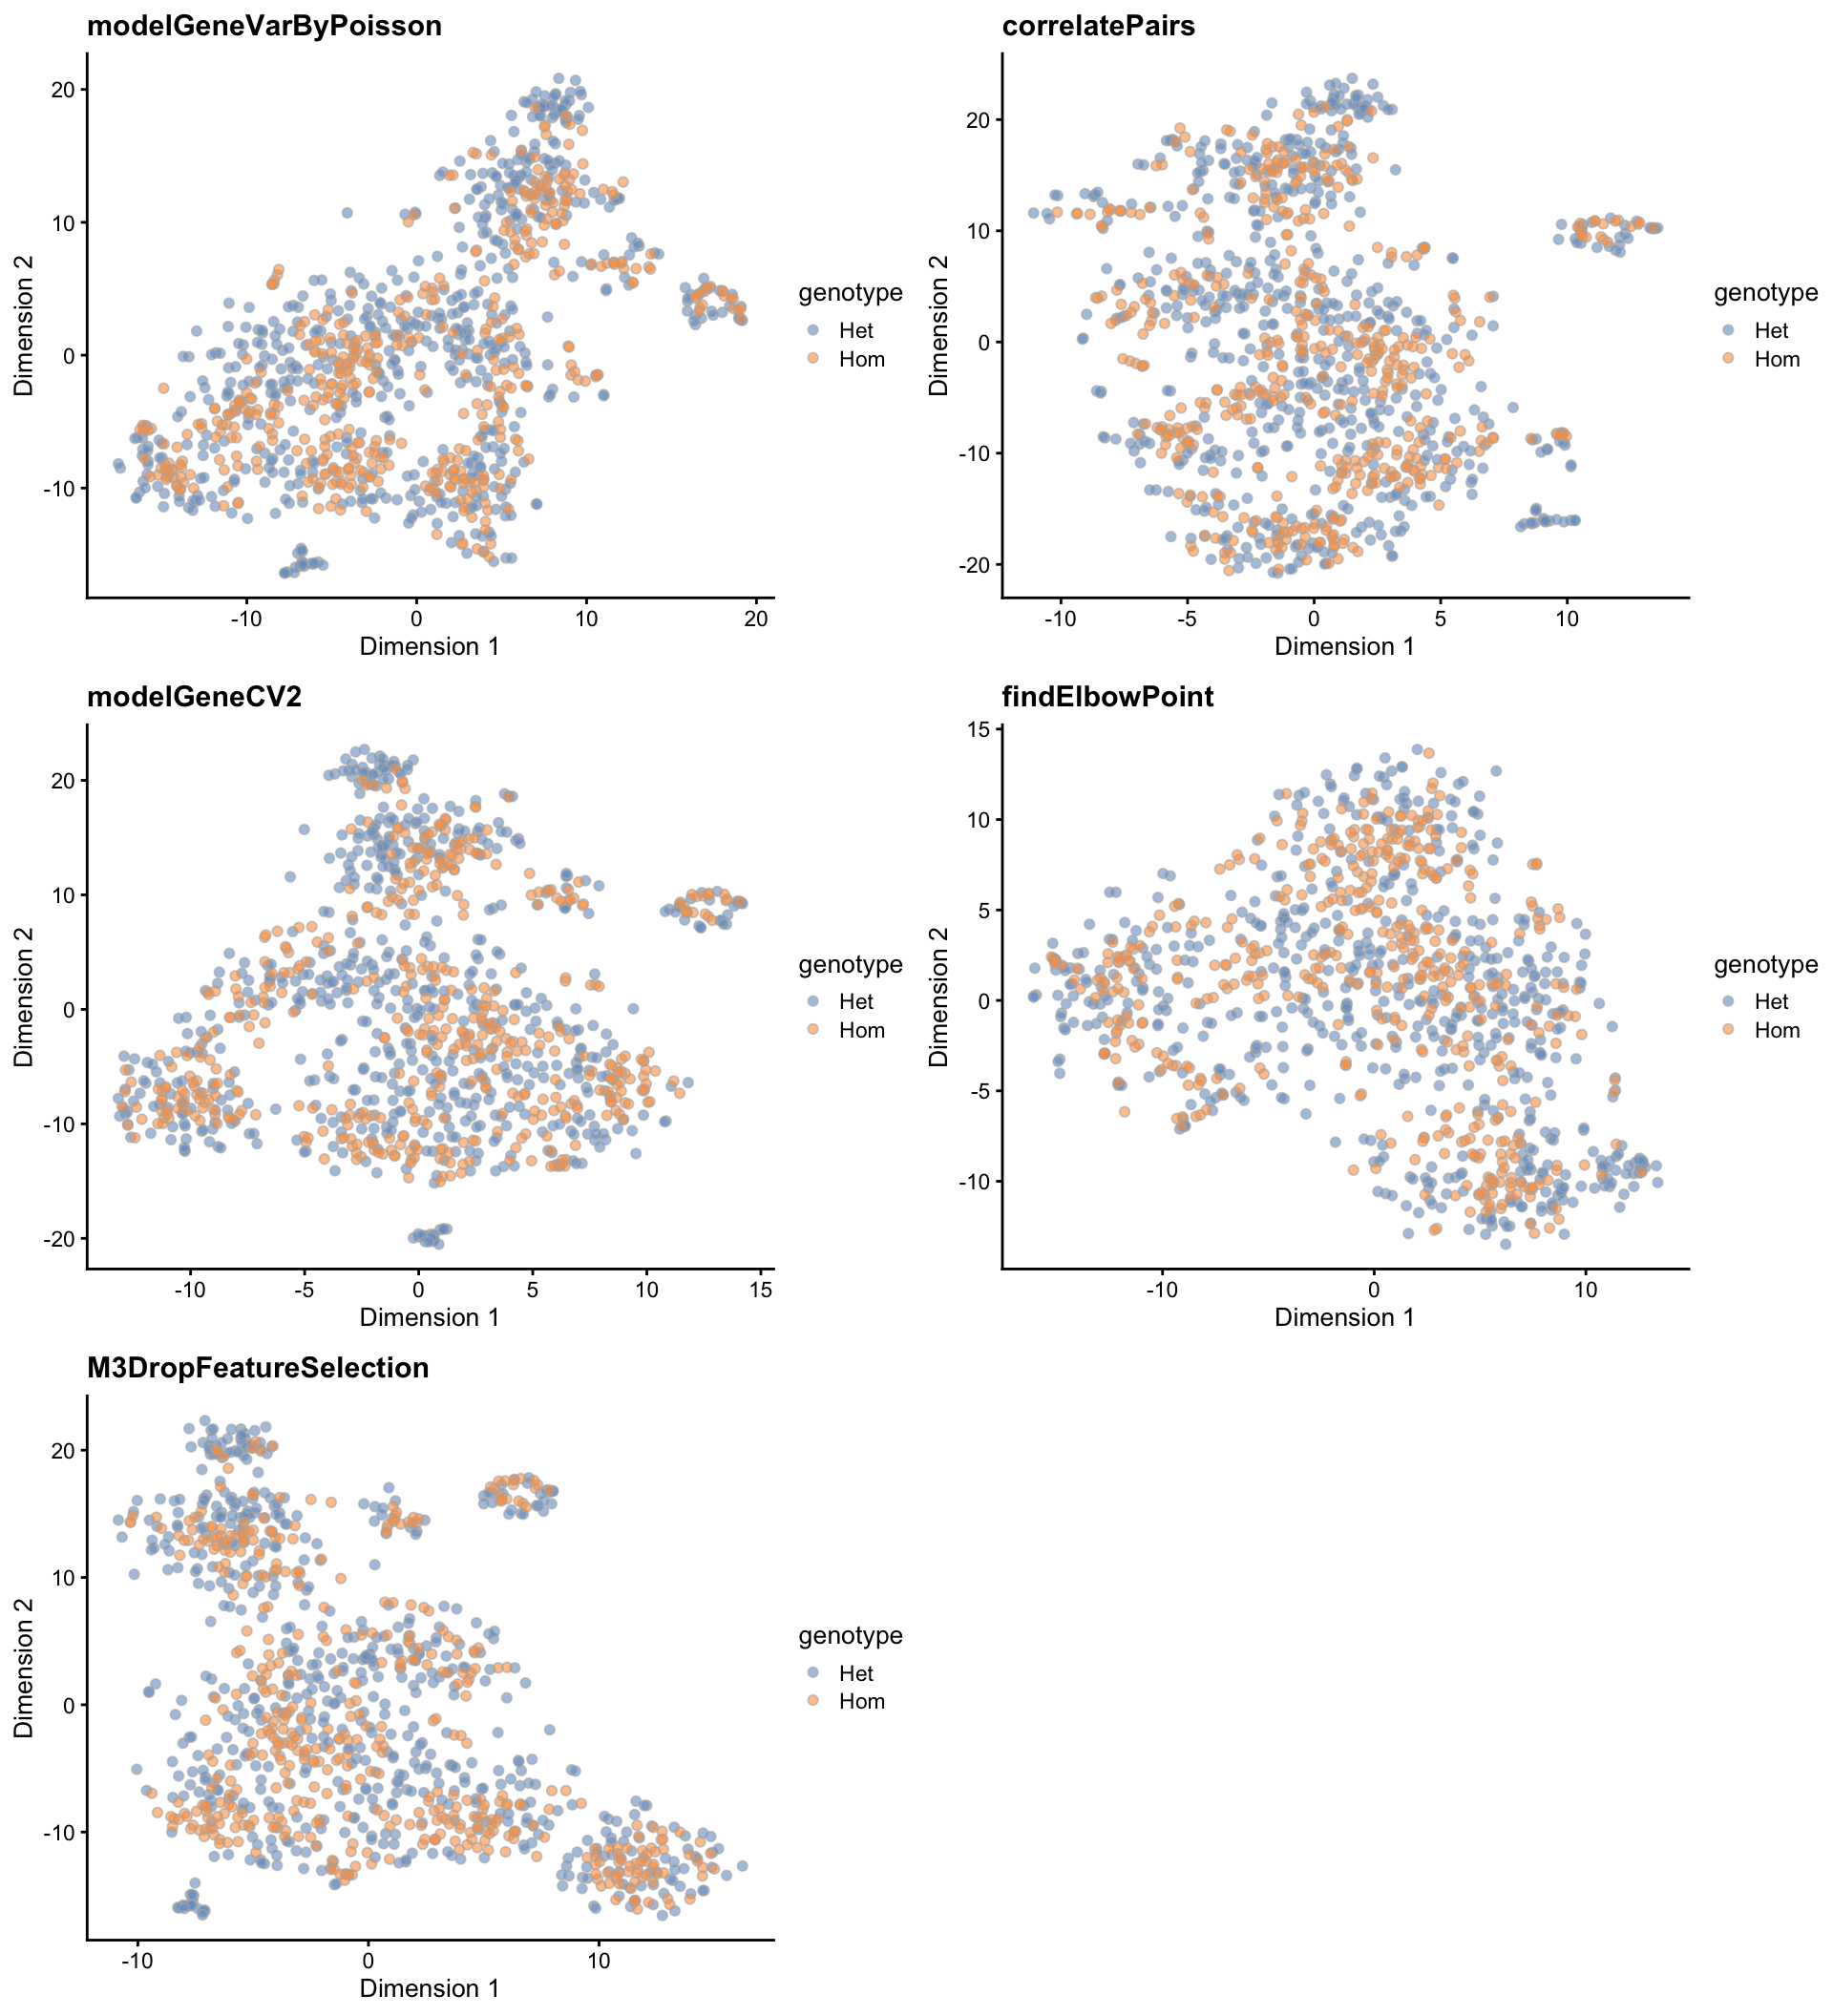 modelGeneVarByPoisson
20
10
0
-10
-10 0 10 20
Dimension 1
Dimension 2
genotype
Het
Hom
correlatePairs
20
10
0
-10
-20
-10 -5 0 5 10
Dimension 1
Dimension 2
genotype
Het
Hom
modelGeneCV2
20
10
0
-10
-20
-10 -5 0 5 10 15
Dimension 1
Dimension 2
genotype
Het
Hom
findElbowPoint
15
10
5
0
-5
-10
-10 0 10
Dimension 1
Dimension 2
genotype
Het
Hom
M3DropFeatureSelection
20
10
0
-10
-10 0 10
Dimension 1
Dimension 2
genotype
Het
Hom